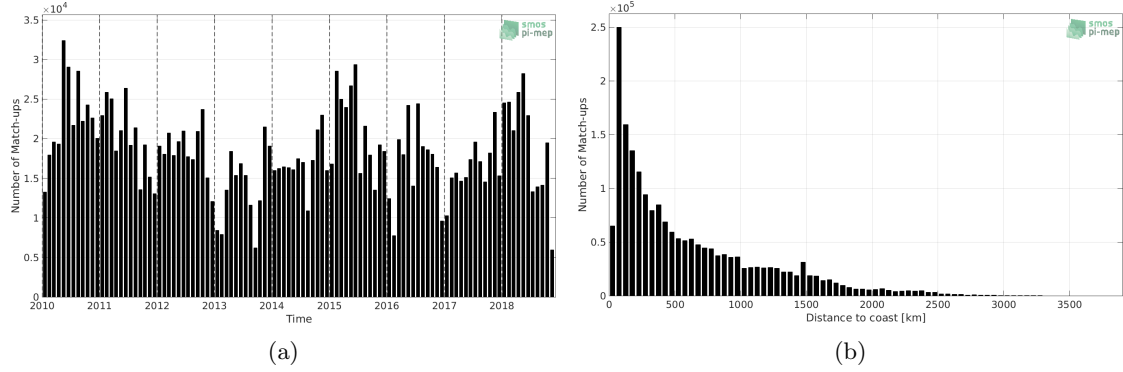 ×10⁴
3.5
3
2.5
2
1.5
1
0.5
0
Number of Match-ups
2010 2011 2012 2013 2014 2015 2016 2017 2018
Time
smos
pi-mep
(a)
×10⁵
2.5
2
1.5
1
0.5
0
Number of Match-ups
0 500 1000 1500 2000 2500 3000 3500
Distance to coast [km]
smos
pi-mep
(b)